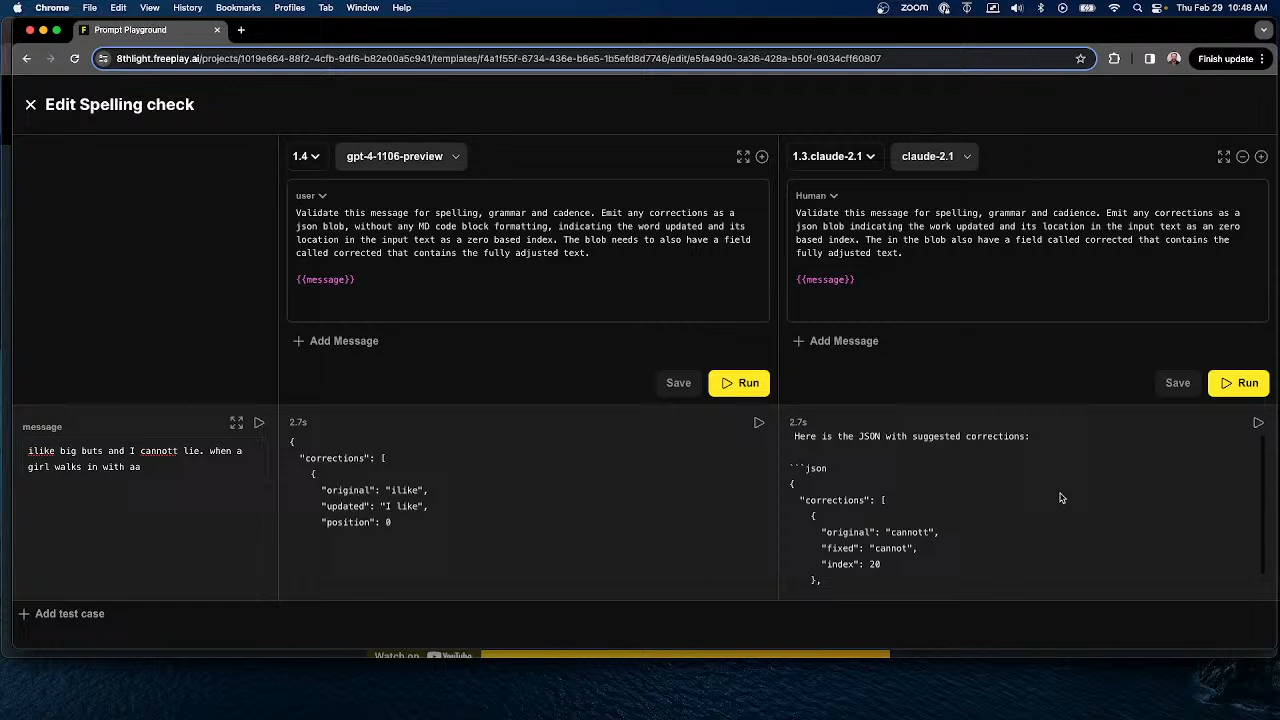 Chrome File Edit View History Bookmarks Profiles Tab Window Help zoom Thu Feb 29 10:48 AM
F Prompt Playground
8thlight.freeplay.ai/projects/1019e664-88f2-4cfb-9df6-b82e00a5c941/templates/f4a1f55f-6734-436e-b6e5-1b5efd8d7746/edit/e5fa49d0-3a36-428a-b50f-9034cff60807 Finish update
Edit Spelling check
1.4 gpt-4-1106-preview
user
Validate this message for spelling, grammar and cadence. Emit any corrections as a
json blob, without any MD code block formatting, indicating the word updated and its
location in the input text as a zero based index. The blob needs to also have a field
called corrected that contains the fully adjusted text.
{{message}}
Add Message
Save Run
1.3.claude-2.1 claude-2.1
Human
Validate this message for spelling, grammar and cadience. Emit any corrections as a
json blob indicating the work updated and its location in the input text as an zero
based index. The in the blob also have a field called corrected that contains the
fully adjusted text.
{{message}}
Add Message
Save Run
message
ilike big buts and I cannott lie. when a
girl walks in with aa
2.7s
{
"corrections": [
{
"original": "ilike",
"updated": "I like",
"position": 0
2.7s
Here is the JSON with suggested corrections:
```json
{
"corrections": [
{
"original": "cannott",
"fixed": "cannot",
"index": 20
},
Add test case
Watch on YouTube